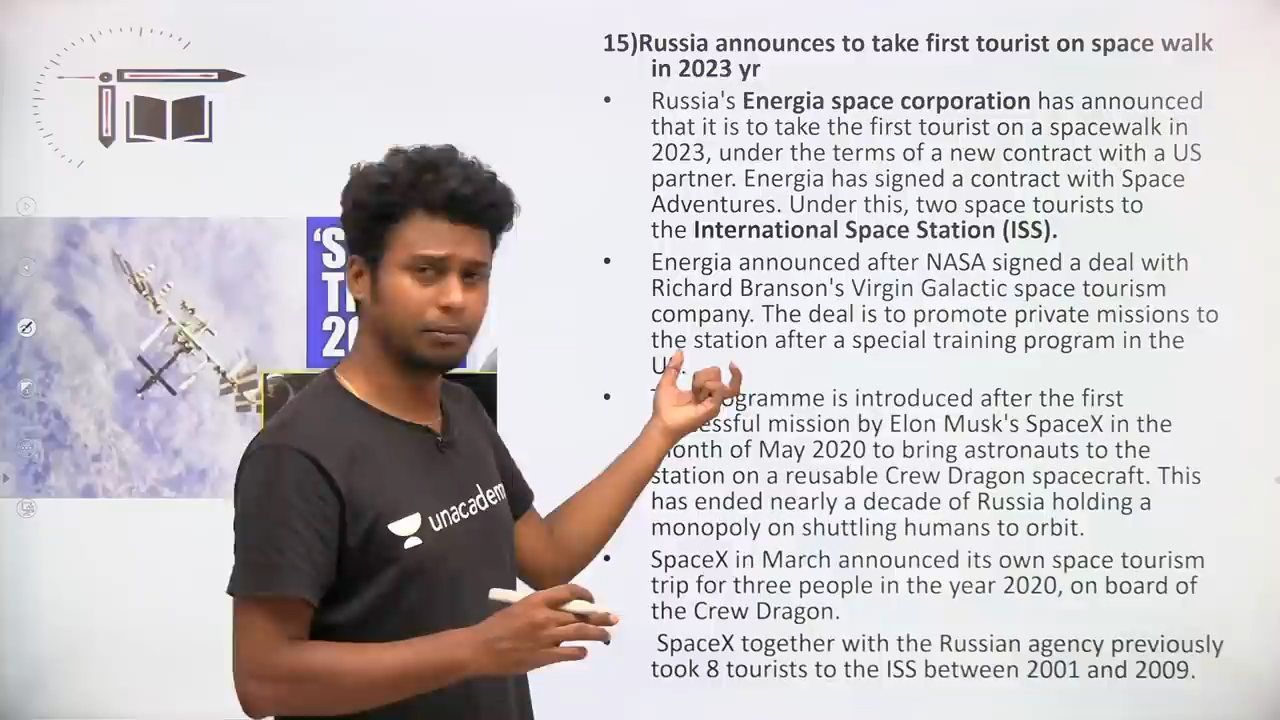 15)Russia announces to take first tourist on space walk
in 2023 yr
• Russia's Energia space corporation has announced
that it is to take the first tourist on a spacewalk in
2023, under the terms of a new contract with a US
partner. Energia has signed a contract with Space
Adventures. Under this, two space tourists to
the International Space Station (ISS).
• Energia announced after NASA signed a deal with
Richard Branson's Virgin Galactic space tourism
company. The deal is to promote private missions to
the station after a special training program in the
• is introduced after the first
mission by Elon Musk's SpaceX in the
month of May 2020 to bring astronauts to the
station on a reusable Crew Dragon spacecraft. This
has ended nearly a decade of Russia holding a
monopoly on shuttling humans to orbit.
• SpaceX in March announced its own space tourism
trip for three people in the year 2020, on board of
the Crew Dragon.
• SpaceX together with the Russian agency previously
took 8 tourists to the ISS between 2001 and 2009.
unacadem